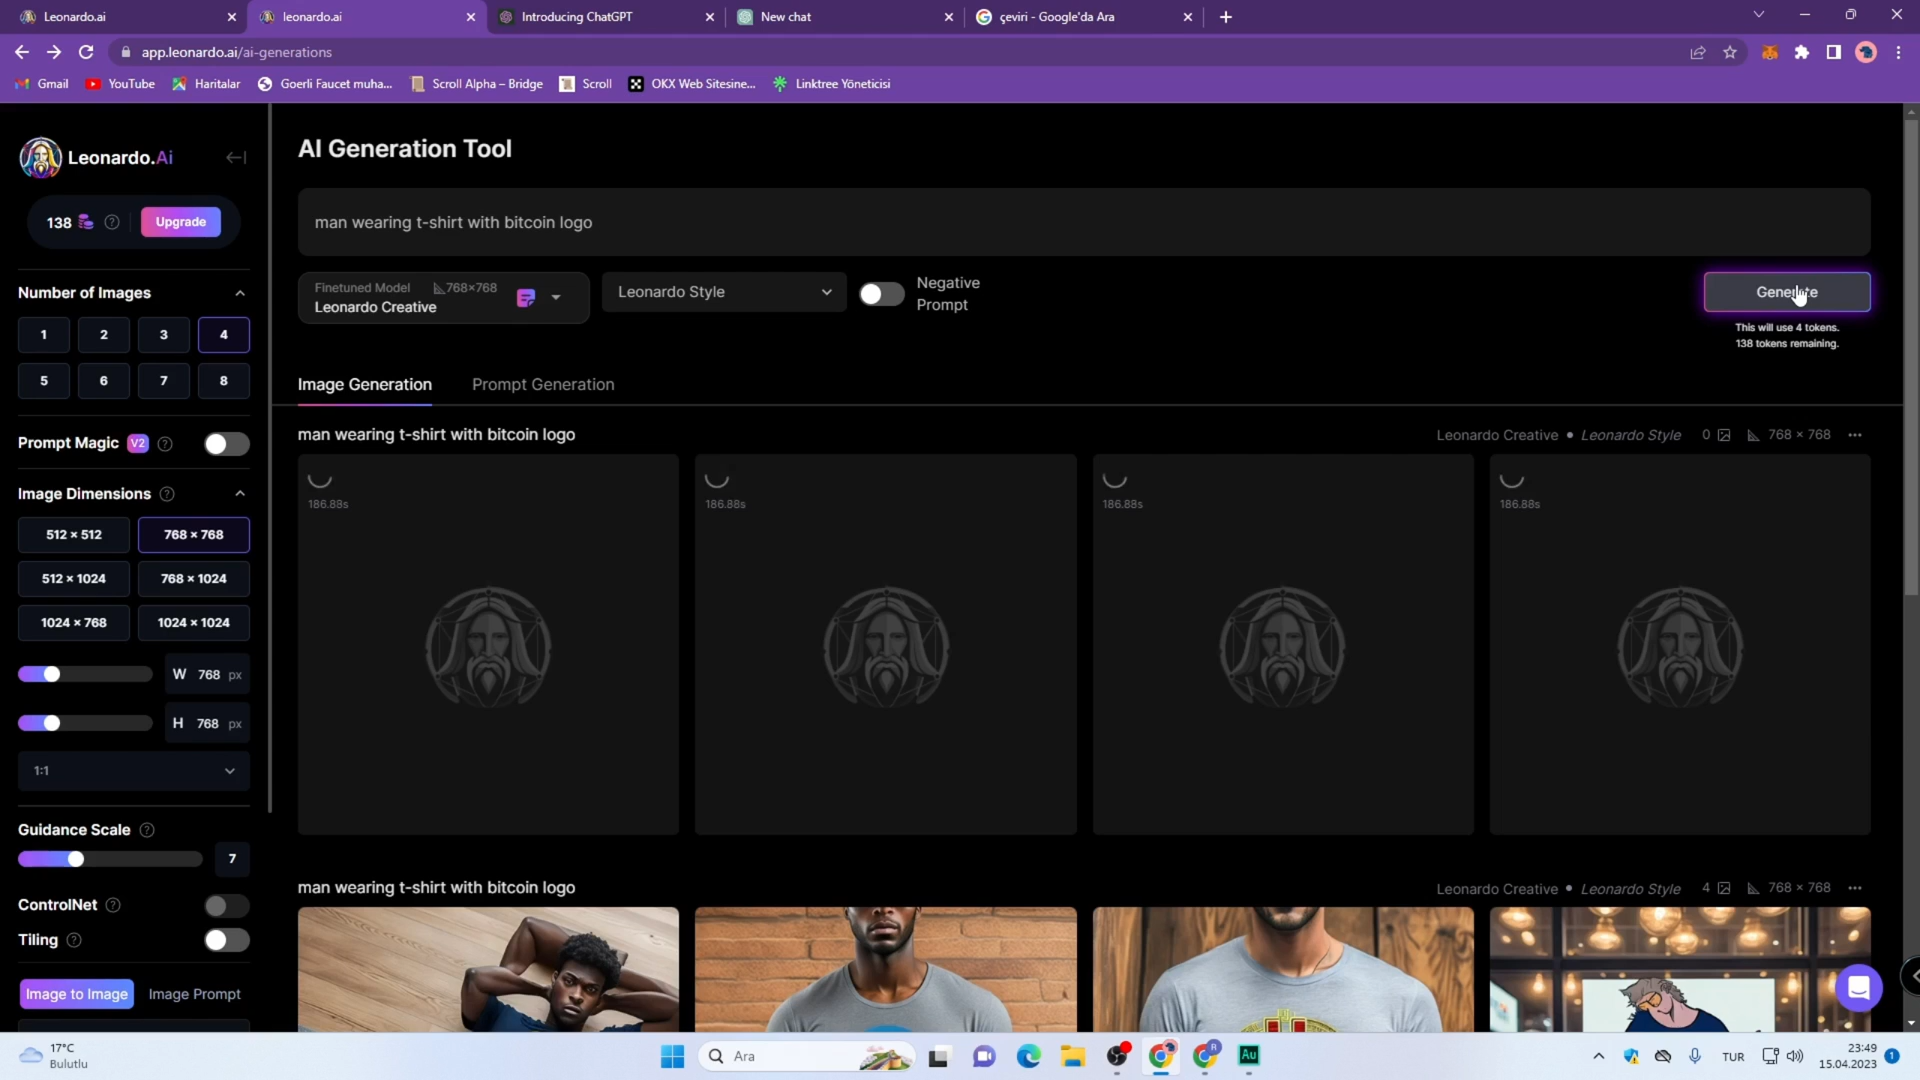 Leonardo.ai
leonardo.ai
Introducing ChatGPT
New chat
çeviri - Google'da Ara
app.leonardo.ai/ai-generations
Gmail
YouTube
Haritalar
Goerli Faucet muha...
Scroll Alpha – Bridge
Scroll
OKX Web Sitesine...
Linktree Yöneticisi
Leonardo.Ai
138
Upgrade
Number of Images
1 2 3 4
5 6 7 8
Prompt Magic V2
Image Dimensions
512 × 512 768 × 768
512 × 1024 768 × 1024
1024 × 768 1024 × 1024
W 768 px
H 768 px
1:1
Guidance Scale
7
ControlNet
Tiling
Image to Image Image Prompt
AI Generation Tool
man wearing t-shirt with bitcoin logo
Finetuned Model 768×768
Leonardo Creative
Leonardo Style
Negative
Prompt
Generate
This will use 4 tokens.
138 tokens remaining.
Image Generation Prompt Generation
man wearing t-shirt with bitcoin logo
Leonardo Creative • Leonardo Style 0 768 × 768
186.88s 186.88s 186.88s 186.88s
man wearing t-shirt with bitcoin logo
Leonardo Creative • Leonardo Style 4 768 × 768
17°C
Bulutlu
Ara
R
Au
TUR
23:49
15.04.2023
1